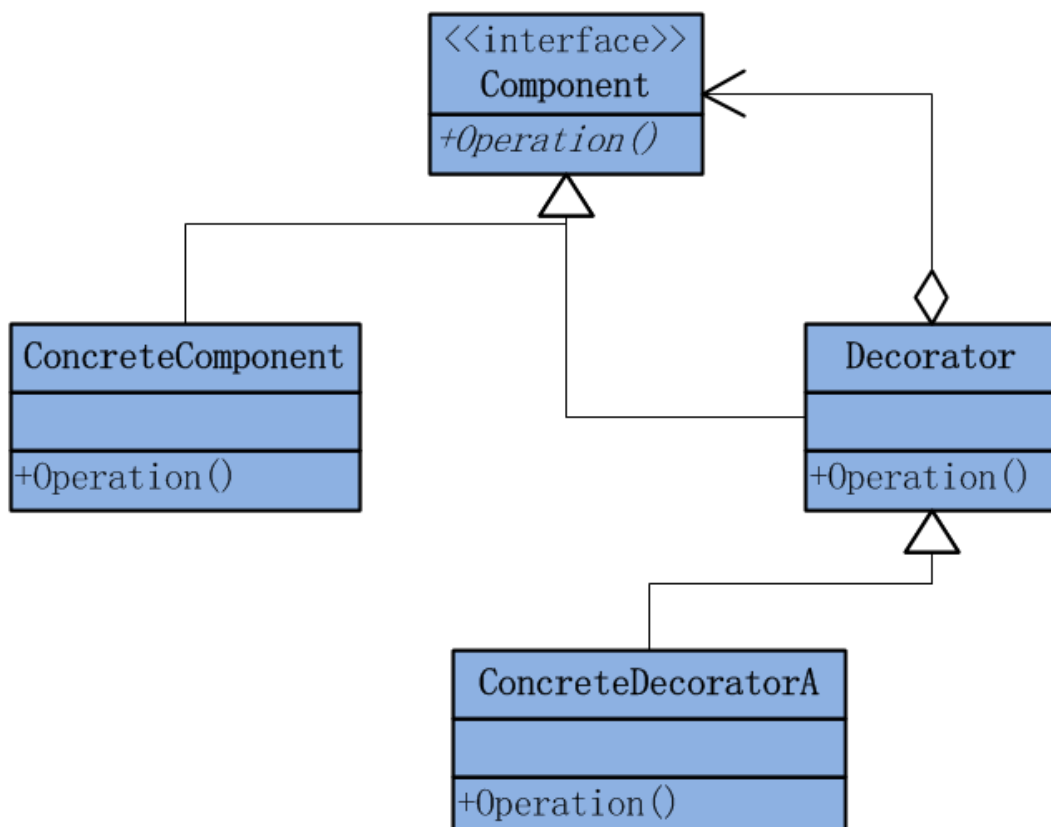 <<interface>>
Component
+Operation()
ConcreteComponent
+Operation()
Decorator
+Operation()
ConcreteDecoratorA
+Operation()